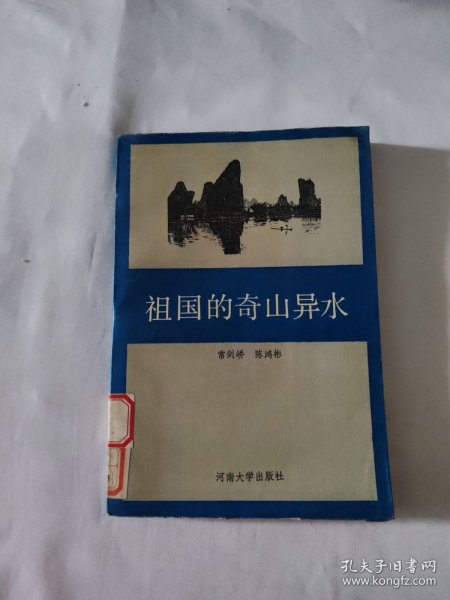 祖国的奇山异水
常剑峤 陈鸿彬
河南大学出版社
孔夫子旧书网
www.kongfz.com